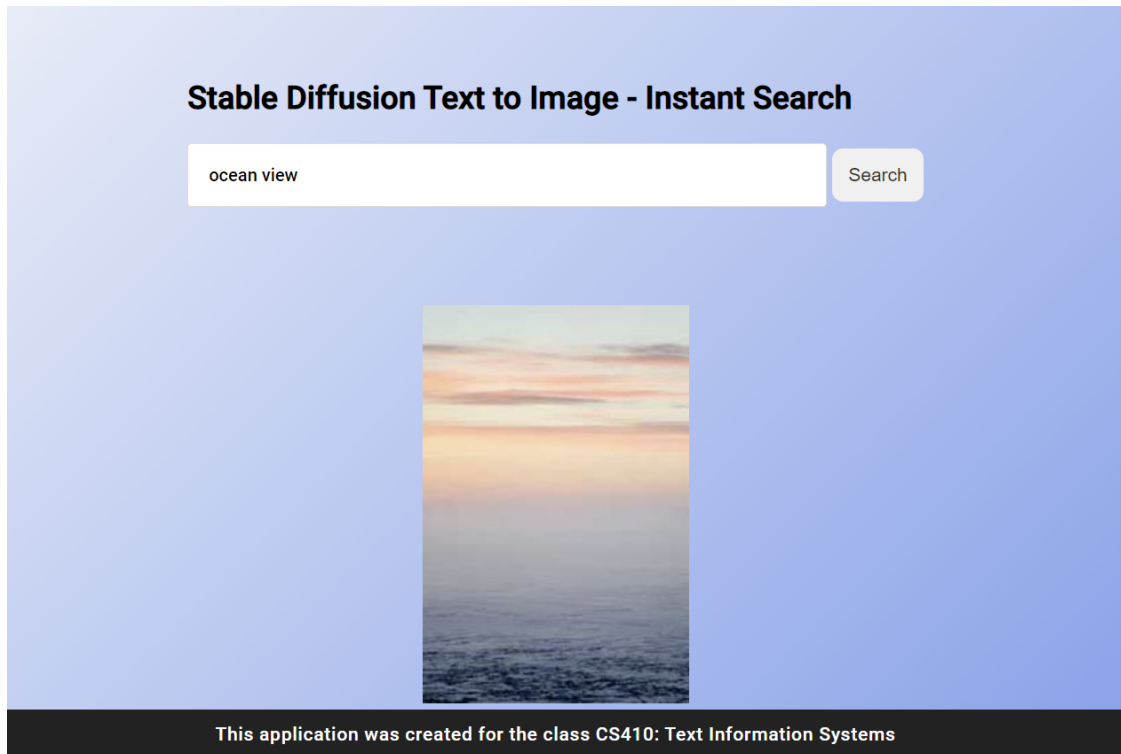 Stable Diffusion Text to Image - Instant Search
ocean view
Search
This application was created for the class CS410: Text Information Systems